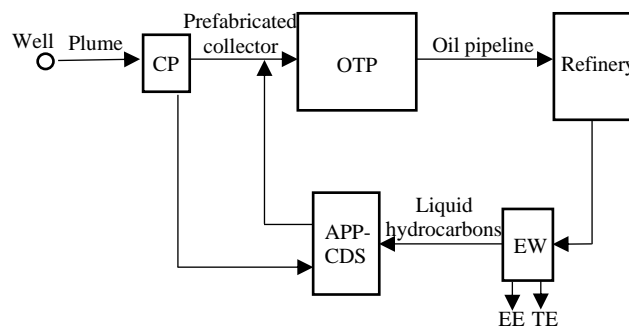 Well
Plume
CP
Prefabricated
collector
OTP
Oil pipeline
Refinery
APP-
CDS
Liquid
hydrocarbons
EW
EE TE